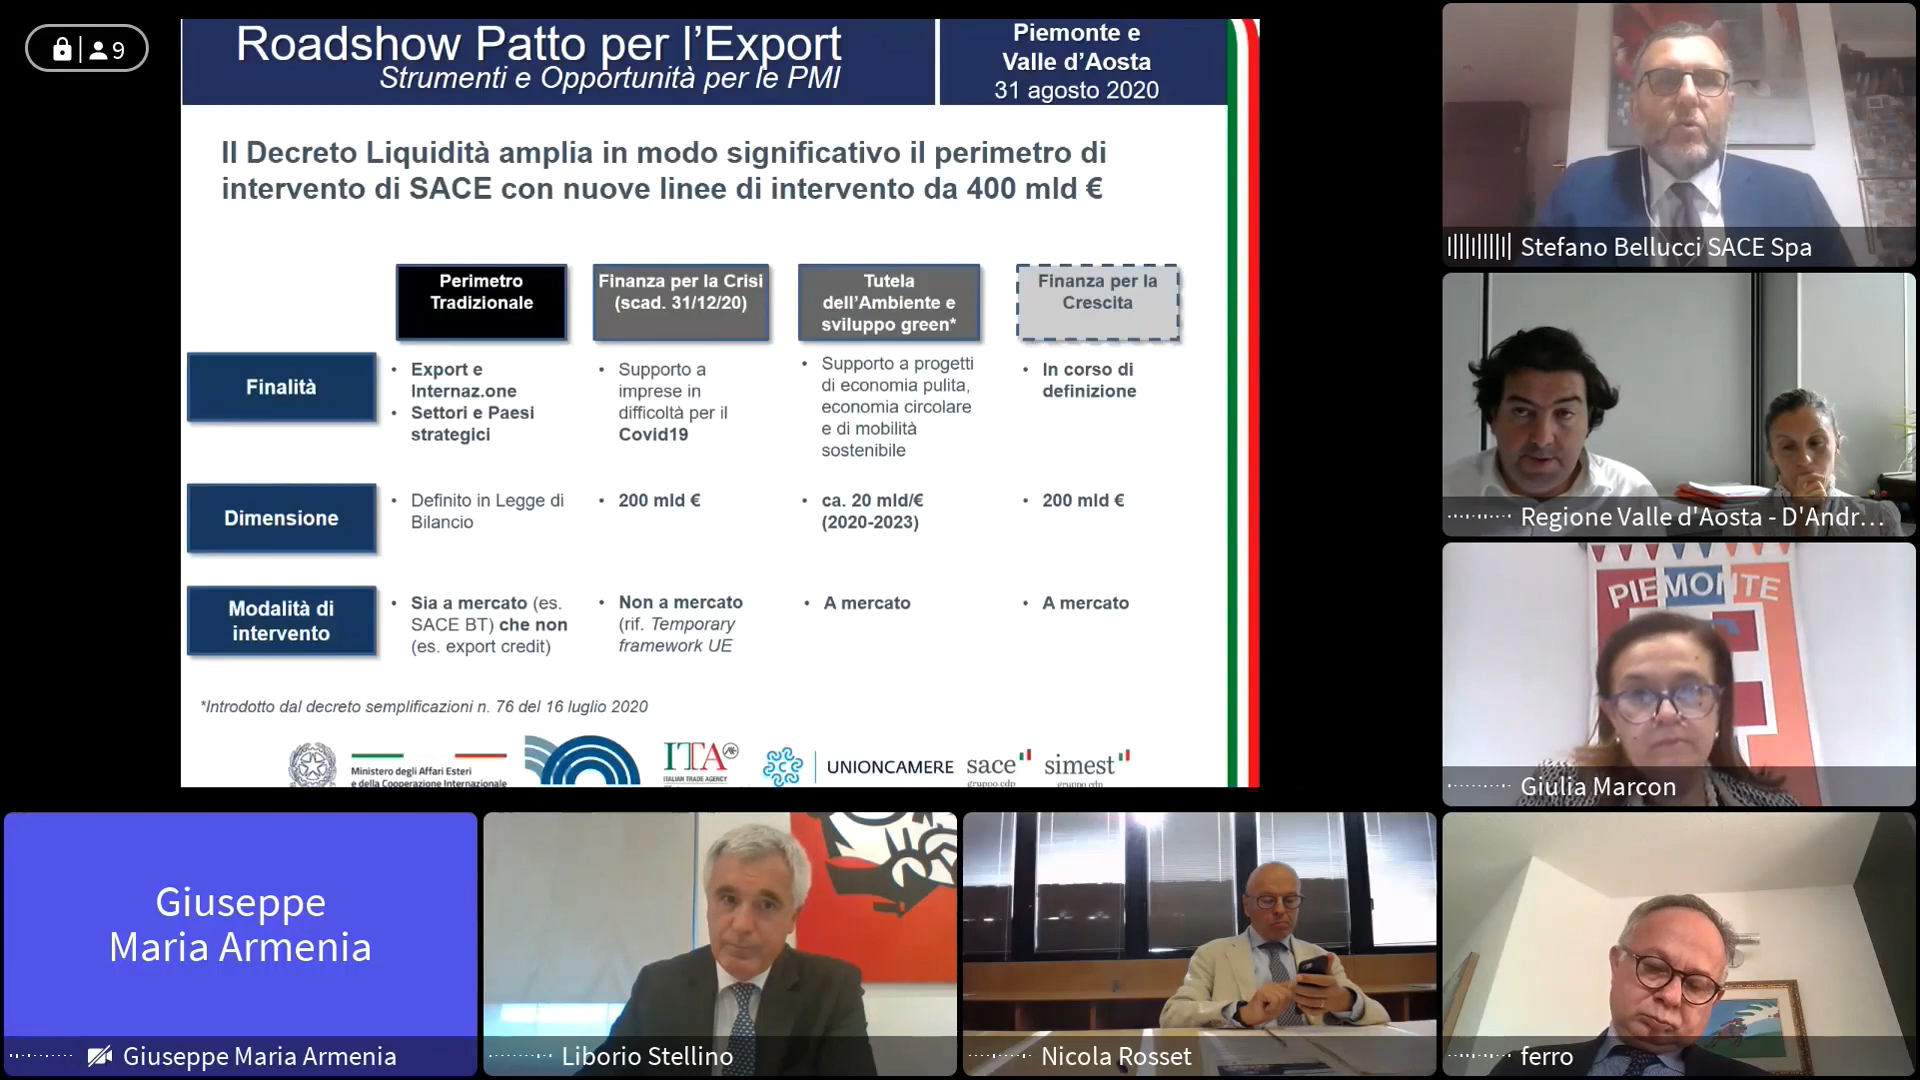 9
Roadshow Patto per l'Export
Strumenti e Opportunità per le PMI
Piemonte e
Valle d'Aosta
31 agosto 2020
Il Decreto Liquidità amplia in modo significativo il perimetro di
intervento di SACE con nuove linee di intervento da 400 mld €
Perimetro
Tradizionale
Finanza per la Crisi
(scad. 31/12/20)
Tutela
dell'Ambiente e
sviluppo green*
Finanza per la
Crescita
Finalità
• Export e
Internaz.one
• Settori e Paesi
strategici
• Supporto a
imprese in
difficoltà per il
Covid19
• Supporto a progetti
di economia pulita,
economia circolare
e di mobilità
sostenibile
• In corso di
definizione
Dimensione
• Definito in Legge di
Bilancio
• 200 mld €
• ca. 20 mld/€
(2020-2023)
• 200 mld €
Modalità di
intervento
• Sia a mercato (es.
SACE BT) che non
(es. export credit)
• Non a mercato
(rif. Temporary
framework UE
• A mercato
• A mercato
*Introdotto dal decreto semplificazioni n. 76 del 16 luglio 2020
Ministero degli Affari Esteri
e della Cooperazione Internazionale
ITA
ITALIAN TRADE AGENCY
UNIONCAMERE
sace
gruppo cdp
simest
gruppo cdp
Stefano Bellucci SACE Spa
Regione Valle d'Aosta - D'Andr…
PIEMONTE
Giulia Marcon
Giuseppe
Maria Armenia
Giuseppe Maria Armenia
Liborio Stellino
Nicola Rosset
ferro